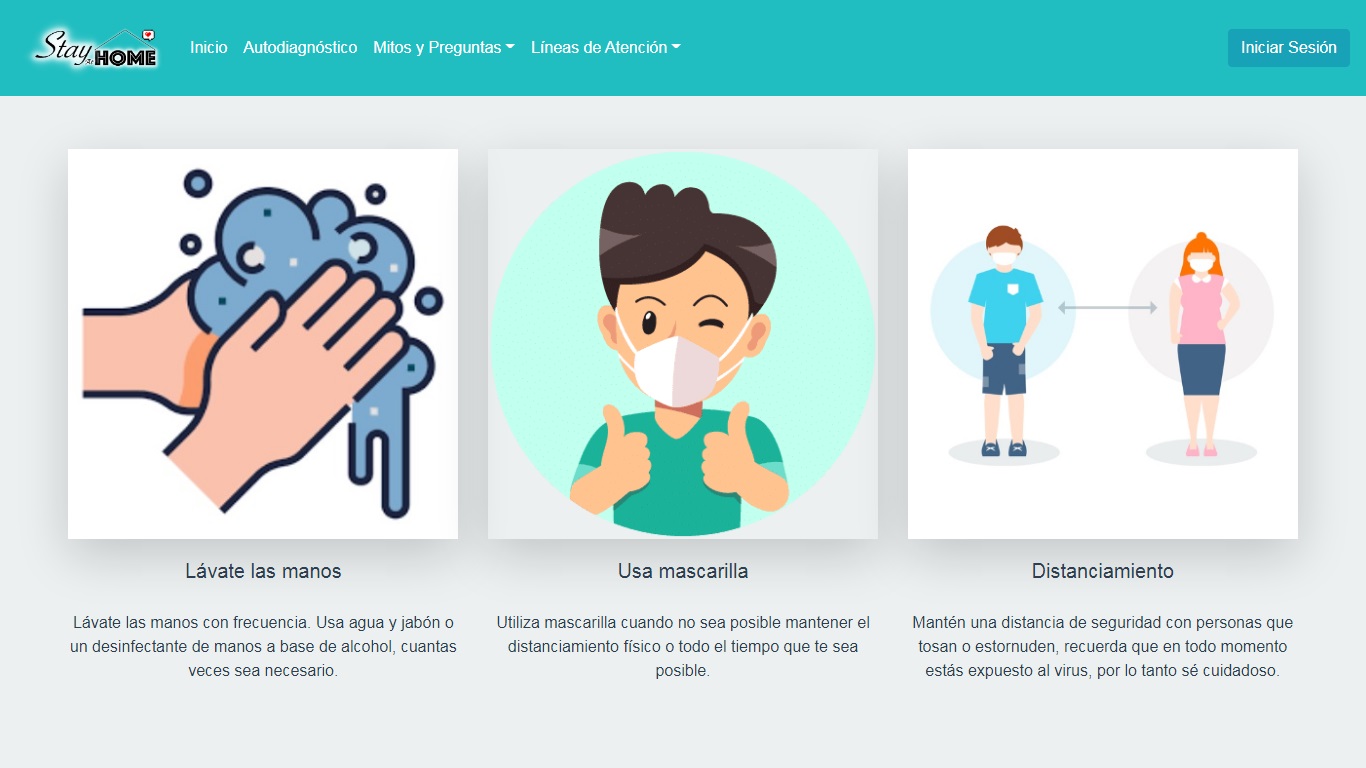 Stay At HOME
Inicio Autodiagnóstico Mitos y Preguntas Líneas de Atención Iniciar Sesión
Lávate las manos
Lávate las manos con frecuencia. Usa agua y jabón o
un desinfectante de manos a base de alcohol, cuantas
veces sea necesario.
Usa mascarilla
Utiliza mascarilla cuando no sea posible mantener el
distanciamiento físico o todo el tiempo que te sea
posible.
Distanciamiento
Mantén una distancia de seguridad con personas que
tosan o estornuden, recuerda que en todo momento
estás expuesto al virus, por lo tanto sé cuidadoso.